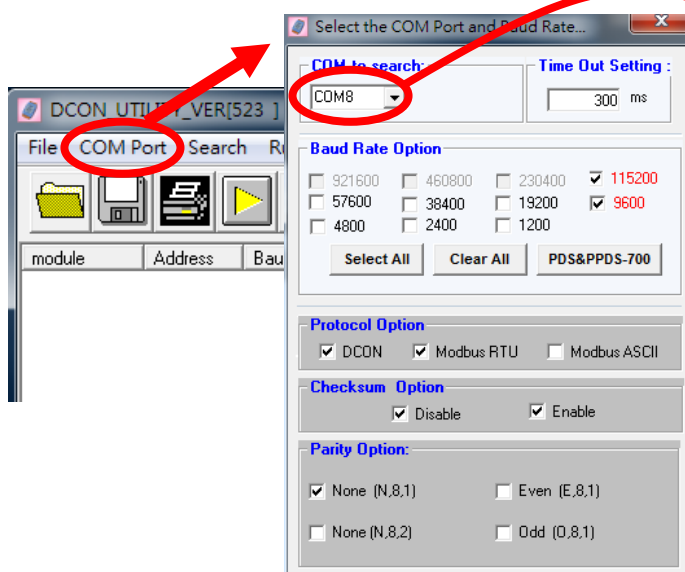 Select the COM Port and Baud Rate...
COM to search:
Time Out Setting :
COM8
300 ms
DCON UTILITY_VER[523 ]
File COM Port Search
Baud Rate Option
921600 460800 230400 115200
57600 38400 19200 9600
4800 2400 1200
Select All Clear All PDS&PPDS-700
module Address
Protocol Option
DCON Modbus RTU Modbus ASCII
Checksum Option
Disable Enable
Parity Option:
None (N,8,1) Even (E,8,1)
None (N,8,2) Odd (O,8,1)